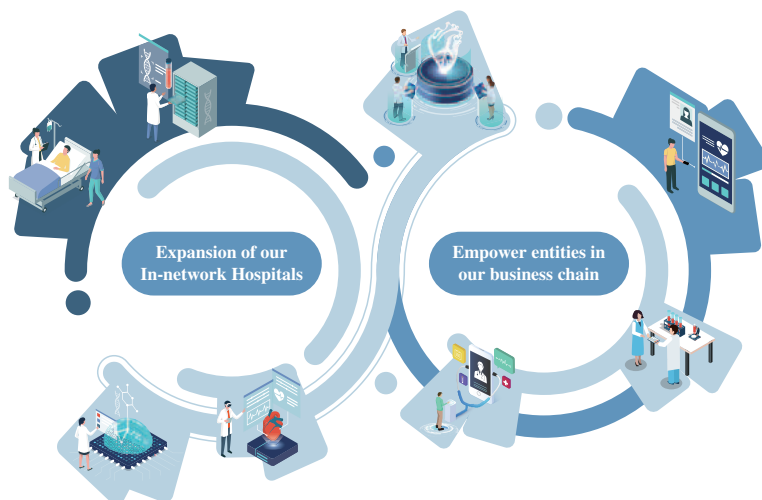 Expansion of our
In-network Hospitals
Empower entities in
our business chain